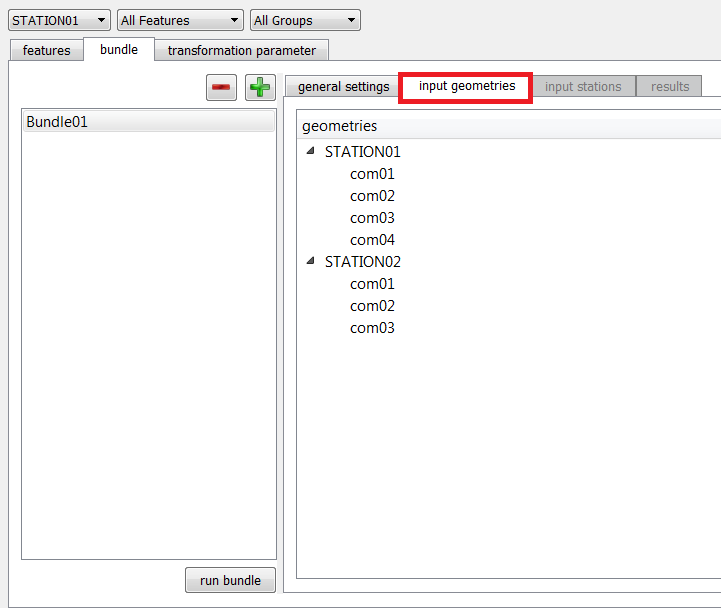 STATION01 All Features All Groups
features bundle transformation parameter
general settings input geometries input stations results
Bundle01
geometries
STATION01
com01
com02
com03
com04
STATION02
com01
com02
com03
run bundle